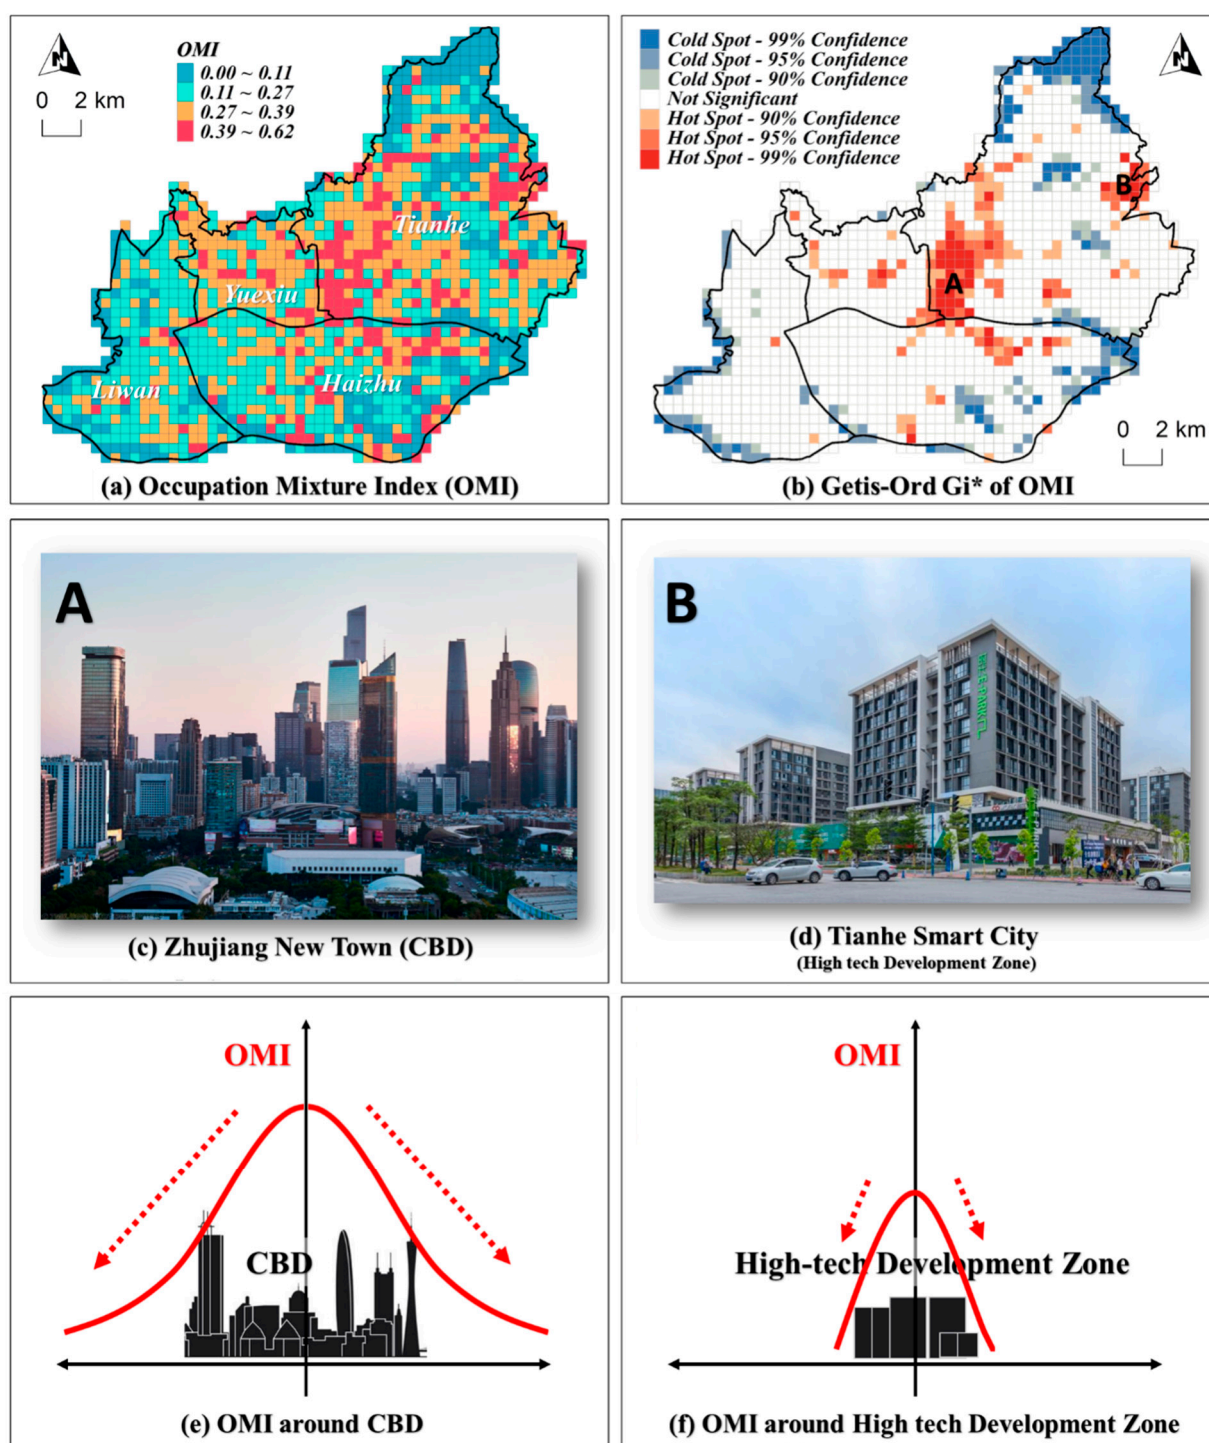 N
0 2 km
OMI
0.00 ~ 0.11
0.11 ~ 0.27
0.27 ~ 0.39
0.39 ~ 0.62
Tianhe
Yuexiu
Liwan
Haizhu
(a) Occupation Mixture Index (OMI)
Cold Spot - 99% Confidence
Cold Spot - 95% Confidence
Cold Spot - 90% Confidence
Not Significant
Hot Spot - 90% Confidence
Hot Spot - 95% Confidence
Hot Spot - 99% Confidence
N
B
A
0 2 km
(b) Getis-Ord Gi* of OMI
A
(c) Zhujiang New Town (CBD)
B
(d) Tianhe Smart City
(High tech Development Zone)
OMI
CBD
(e) OMI around CBD
OMI
High-tech Development Zone
(f) OMI around High tech Development Zone